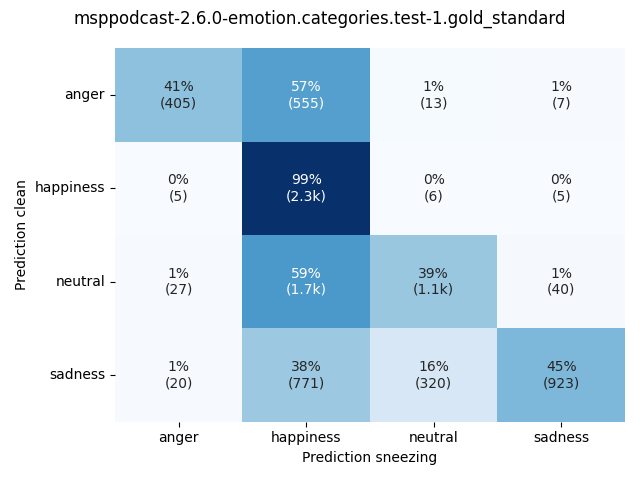 msppodcast-2.6.0-emotion.categories.test-1.gold_standard
anger
41%
(405)
57%
(555)
1%
(13)
1%
(7)
happiness
0%
(5)
99%
(2.3k)
0%
(6)
0%
(5)
neutral
1%
(27)
59%
(1.7k)
39%
(1.1k)
1%
(40)
sadness
1%
(20)
38%
(771)
16%
(320)
45%
(923)
Prediction clean
anger
happiness
neutral
sadness
Prediction sneezing